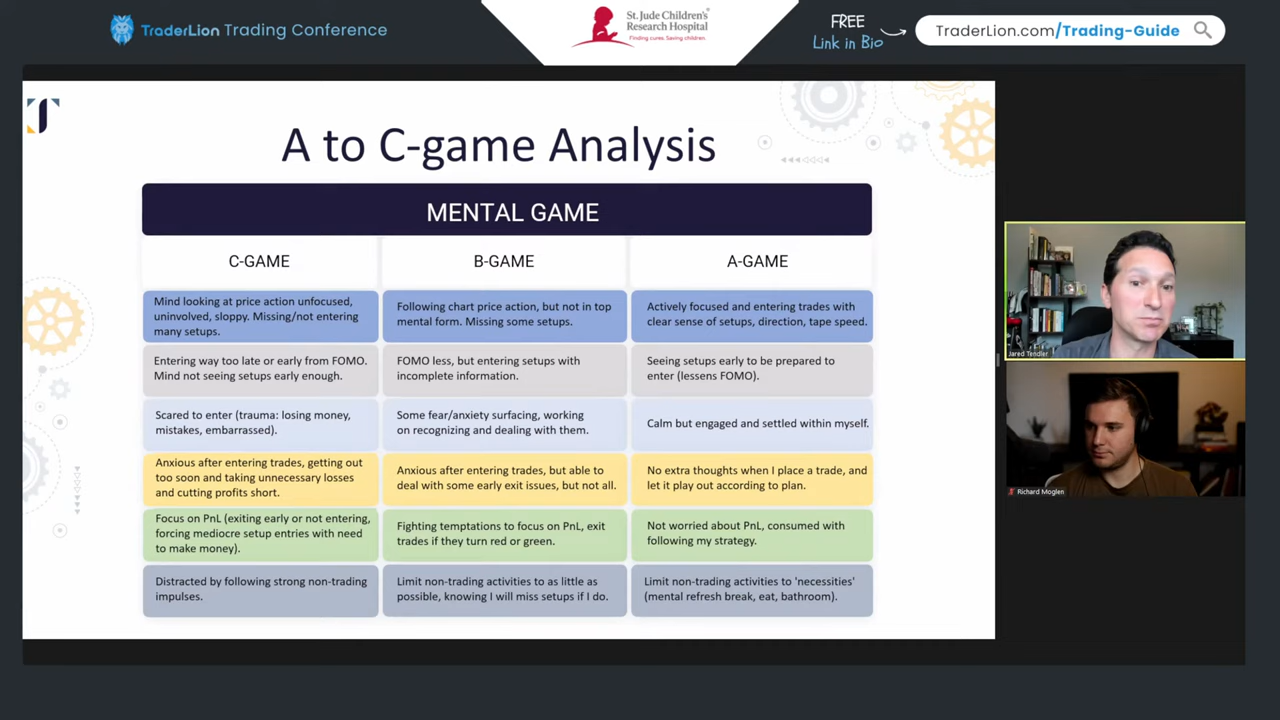 TraderLion Trading Conference
St. Jude Children's
Research Hospital
Finding cures. Saving children.
FREE
Link in Bio
TraderLion.com/Trading-Guide
A to C-game Analysis
MENTAL GAME
C-GAME
B-GAME
A-GAME
Mind looking at price action unfocused,
uninvolved, sloppy. Missing/not entering
many setups.
Following chart price action, but not in top
mental form. Missing some setups.
Actively focused and entering trades with
clear sense of setups, direction, tape speed.
Entering way too late or early from FOMO.
Mind not seeing setups early enough.
FOMO less, but entering setups with
incomplete information.
Seeing setups early to be prepared to
enter (lessens FOMO).
Scared to enter (trauma: losing money,
mistakes, embarrassed).
Some fear/anxiety surfacing, working
on recognizing and dealing with them.
Calm but engaged and settled within myself.
Anxious after entering trades, getting out
too soon and taking unnecessary losses
and cutting profits short.
Anxious after entering trades, but able to
deal with some early exit issues, but not all.
No extra thoughts when I place a trade, and
let it play out according to plan.
Focus on PnL (exiting early or not entering,
forcing mediocre setup entries with need
to make money).
Fighting temptations to focus on PnL, exit
trades if they turn red or green.
Not worried about PnL, consumed with
following my strategy.
Distracted by following strong non-trading
impulses.
Limit non-trading activities to as little as
possible, knowing I will miss setups if I do.
Limit non-trading activities to 'necessities'
(mental refresh break, eat, bathroom).
Jared Tendler
Richard Moglen